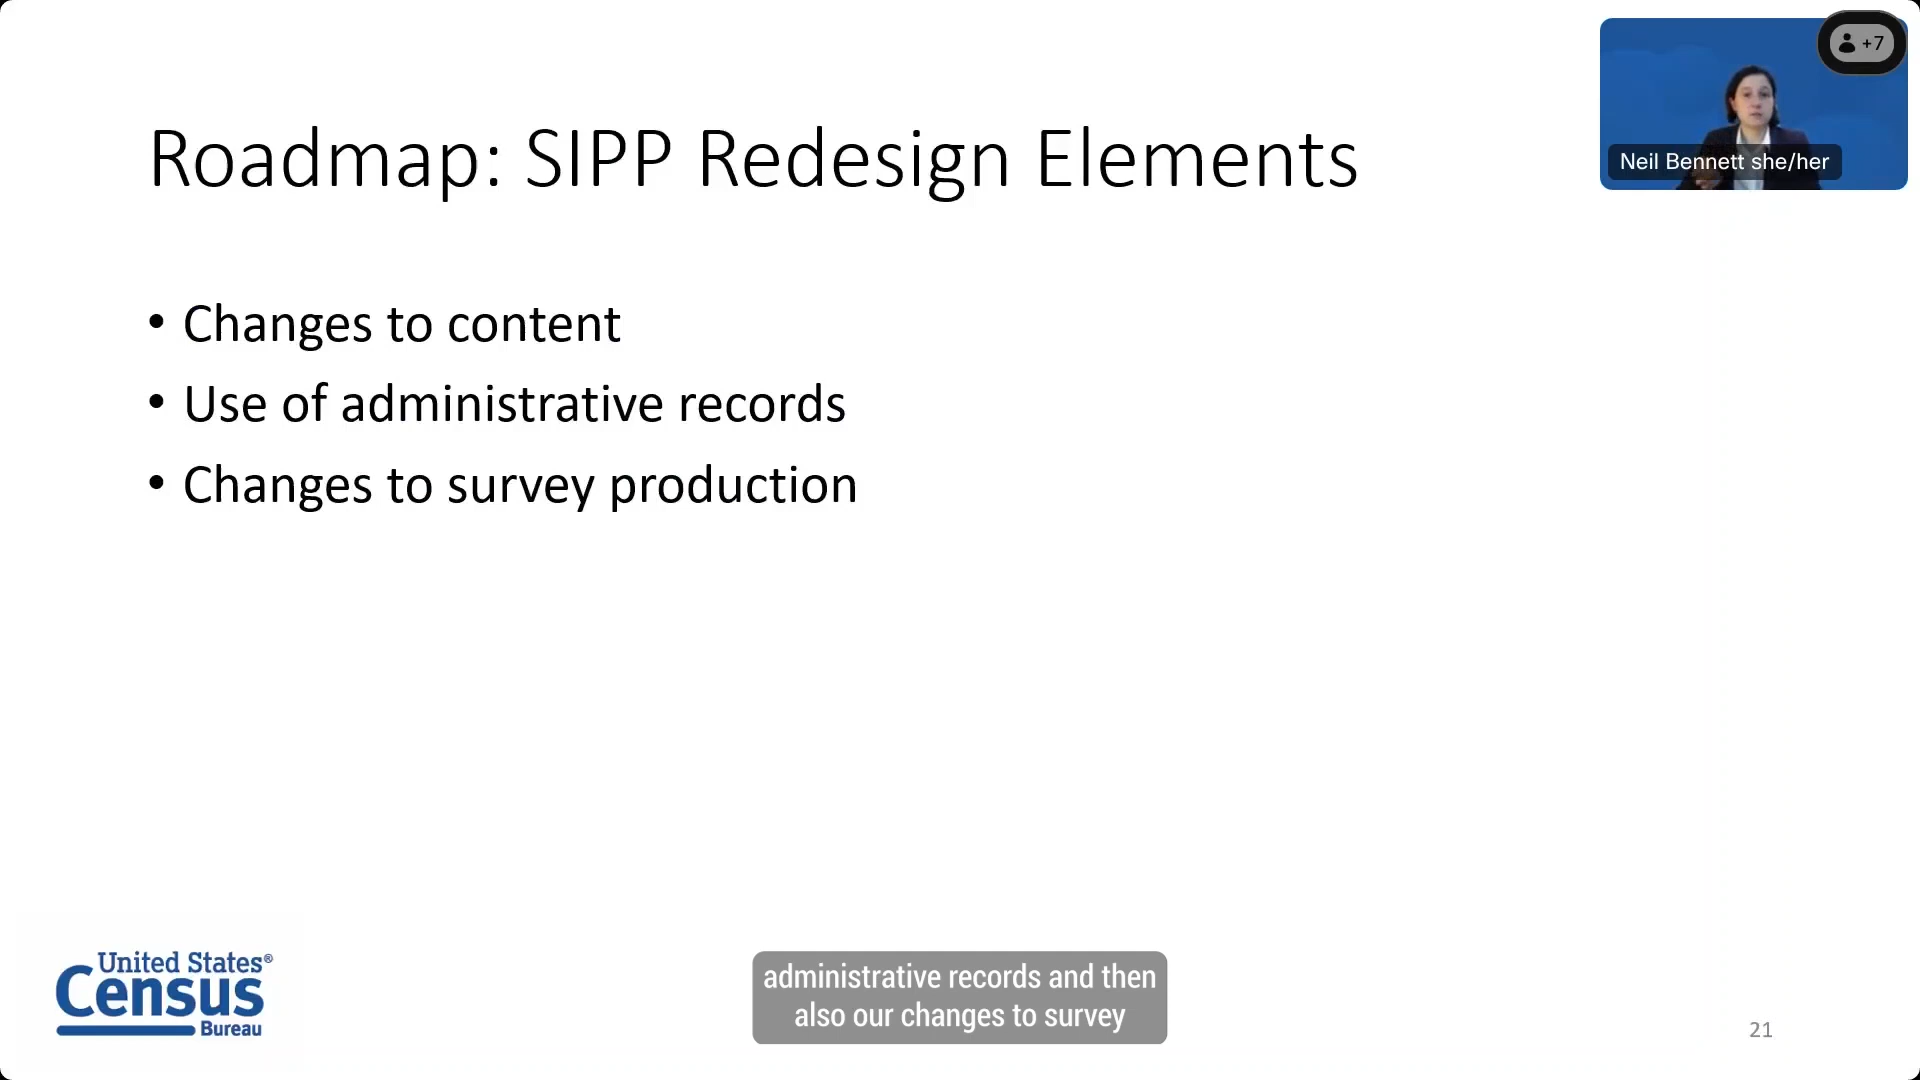 +7
Neil Bennett she/her
Roadmap: SIPP Redesign Elements
• Changes to content
• Use of administrative records
• Changes to survey production
United States®
Census
Bureau
administrative records and then
also our changes to survey
21